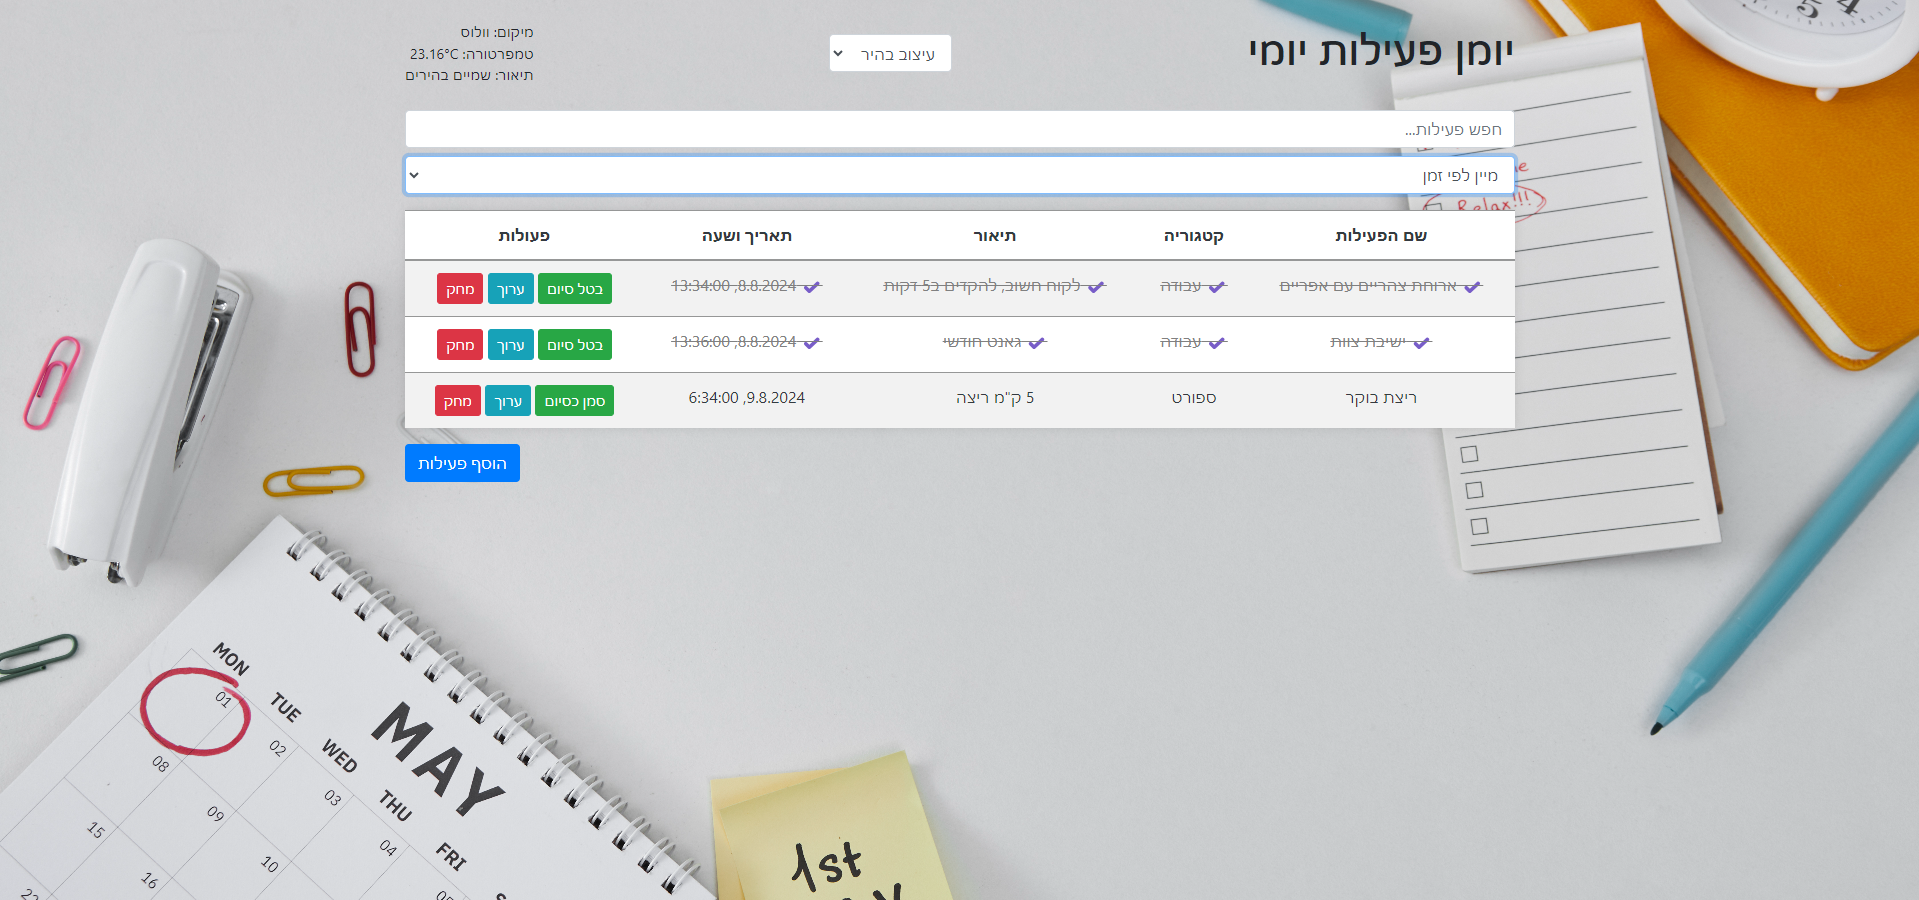 יומן פעילות יומי
עיצוב בהיר
מיקום: וולוס
טמפרטורה: 23.16°C
תיאור: שמיים בהירים
חפש פעילות...
מיין לפי זמן
שם הפעילות קטגוריה תיאור תאריך ושעה פעולות
ארוחת צהריים עם אפריים עבודה לקוח חשוב, להקדים ב5 דקות 8.8.2024, 13:34:00 בטל סיום ערוך מחק
ישיבת צוות עבודה גאנט חודשי 8.8.2024, 13:36:00 בטל סיום ערוך מחק
ריצת בוקר ספורט 5 ק"מ ריצה 9.8.2024, 6:34:00 סמן כסיום ערוך מחק
הוסף פעילות
5 4
Relax!!!
MAY
MON TUE WED THU FRI
01 02 03 04
08 09 10
15 16
1st